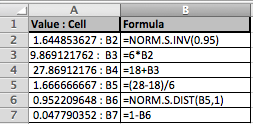 A B
1 Value : Cell Formula
2 1.644853627 : B2 =NORM.S.INV(0.95)
3 9.869121762 : B3 =6*B2
4 27.86912176 : B4 =18+B3
5 1.666666667 : B5 =(28-18)/6
6 0.952209648 : B6 =NORM.S.DIST(B5,1)
7 0.047790352 : B7 =1-B6